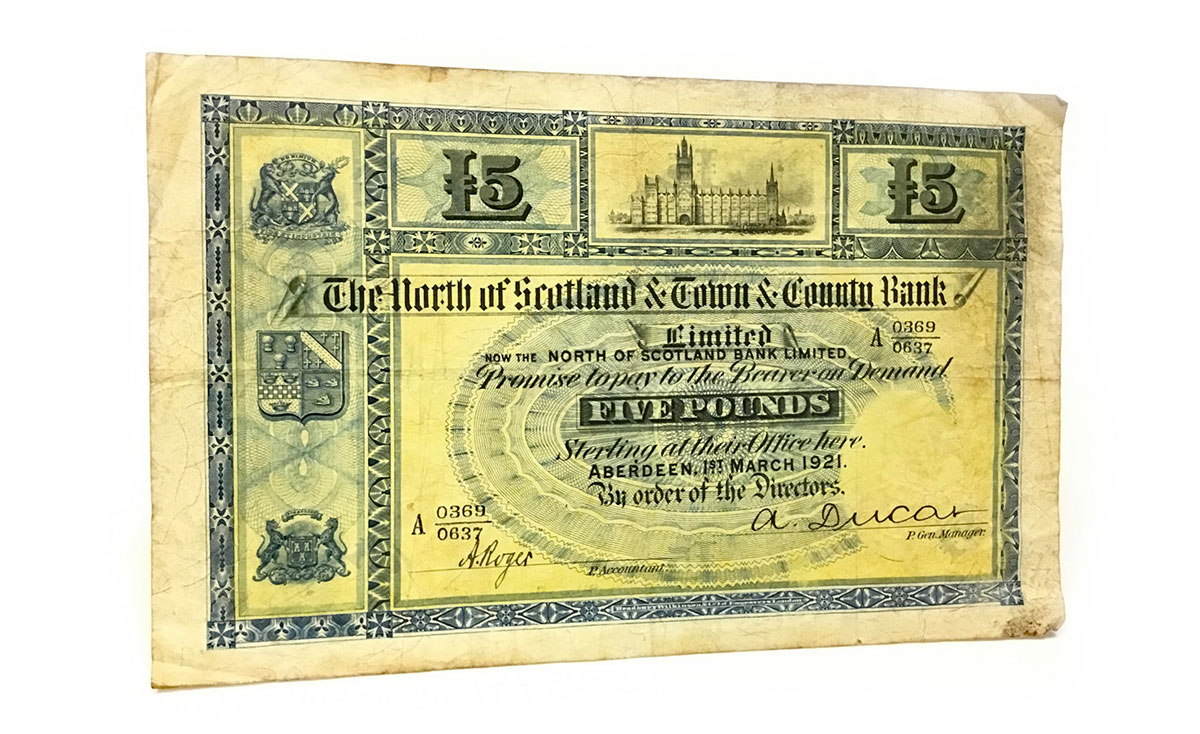 £5
£5
The North of Scotland & Town & County Bank
Limited
A 0369
0637
NOW THE NORTH OF SCOTLAND BANK LIMITED
Promise to pay to the Bearer on Demand
FIVE POUNDS
Sterling at their Office here.
ABERDEEN, 1ST MARCH 1921.
By order of the Directors.
A 0369
0637
A. Roger
P. Accountant.
P. Gen. Manager.